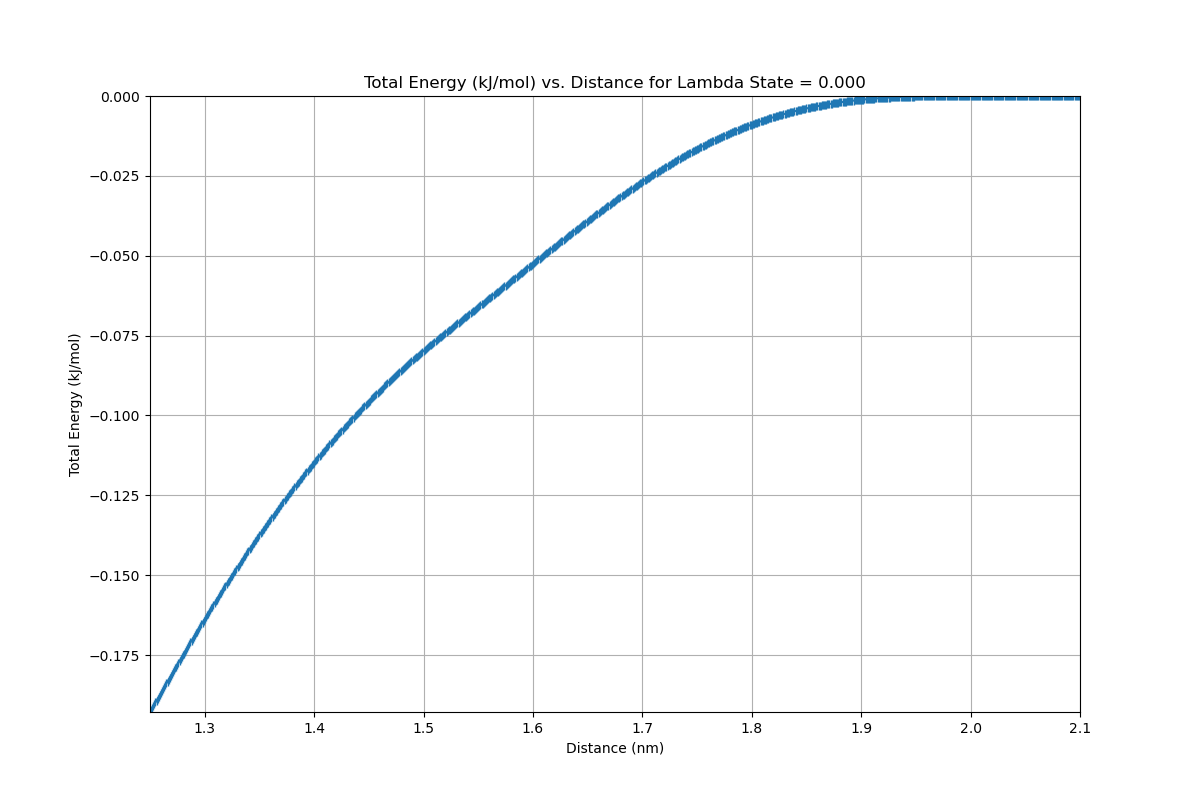 Total Energy (kJ/mol) vs. Distance for Lambda State = 0.000
0.000
−0.025
−0.050
−0.075
−0.100
−0.125
−0.150
−0.175
Total Energy (kJ/mol)
1.3 1.4 1.5 1.6 1.7 1.8 1.9 2.0 2.1
Distance (nm)